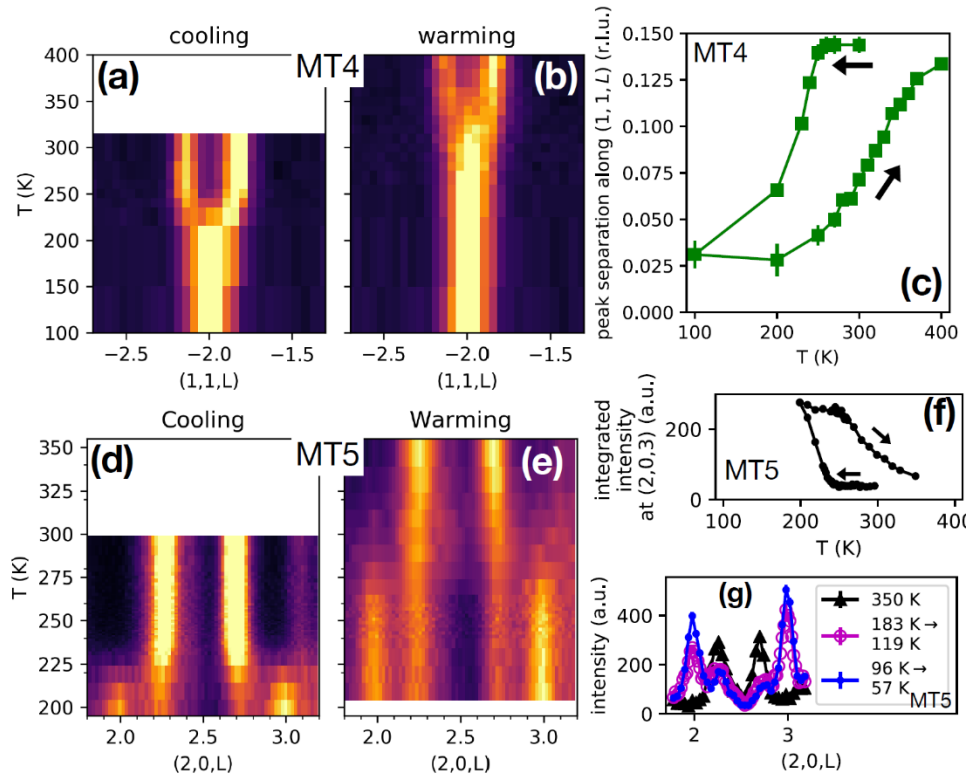 cooling
warming
MT4
(a)
(b)
400
350
300
250
200
150
100
T (K)
−2.5
−2.0
−1.5
(1,1,L)
−2.5
−2.0
−1.5
(1,1,L)
peak separation along (1, 1, L) (r.l.u.)
0.150
0.125
0.100
0.075
0.050
0.025
0.000
MT4
(c)
100
200
300
400
T (K)
Cooling
Warming
MT5
(d)
(e)
350
325
300
275
250
225
200
T (K)
2.0
2.5
3.0
(2,0,L)
2.0
2.5
3.0
(2,0,L)
integrated
intensity
at (2,0,3) (a.u.)
200
0
MT5
(f)
100
200
300
400
T (K)
intensity (a.u.)
400
200
0
(g)
350 K
183 K→
119 K
96 K→
57 K
MT5
2
3
(2,0,L)